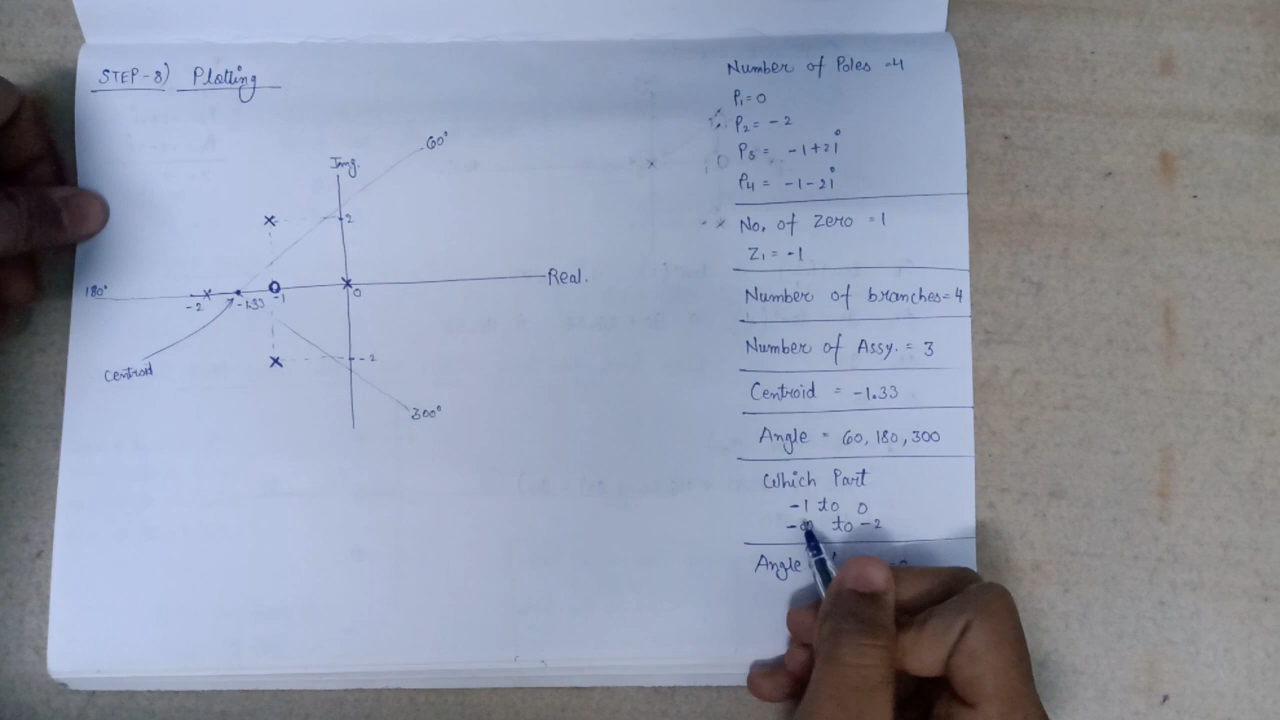 STEP-8) Plotting
60°
Img.
2
180°
-2
-1.33
-1
0
Real.
Centroid
-2
300°
Number of Poles =4
P₁= 0
P₂= -2
P₃= -1+2i
P₄= -1-2i
No. of Zero =1
Z₁= -1
Number of branches=4
Number of Assy. = 3
Centroid = -1.33
Angle = 60, 180, 300
Which Part
-1 to 0
to -2
Angle